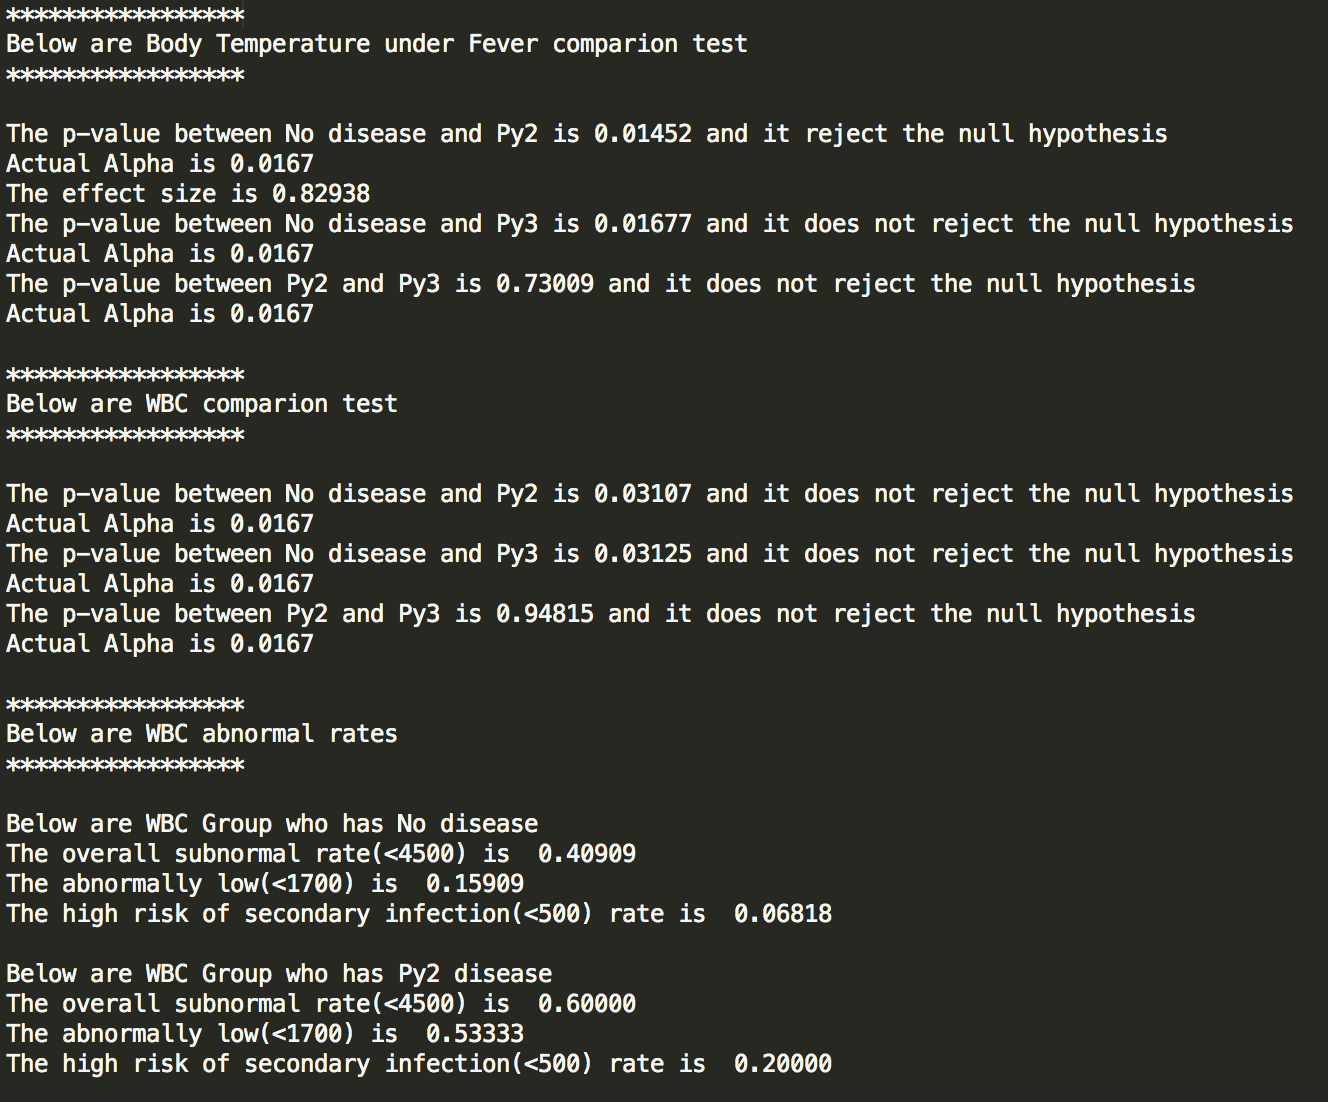 *****************
Below are Body Temperature under Fever comparion test
*****************
The p-value between No disease and Py2 is 0.01452 and it reject the null hypothesis
Actual Alpha is 0.0167
The effect size is 0.82938
The p-value between No disease and Py3 is 0.01677 and it does not reject the null hypothesis
Actual Alpha is 0.0167
The p-value between Py2 and Py3 is 0.73009 and it does not reject the null hypothesis
Actual Alpha is 0.0167
*****************
Below are WBC comparion test
*****************
The p-value between No disease and Py2 is 0.03107 and it does not reject the null hypothesis
Actual Alpha is 0.0167
The p-value between No disease and Py3 is 0.03125 and it does not reject the null hypothesis
Actual Alpha is 0.0167
The p-value between Py2 and Py3 is 0.94815 and it does not reject the null hypothesis
Actual Alpha is 0.0167
*****************
Below are WBC abnormal rates
*****************
Below are WBC Group who has No disease
The overall subnormal rate(<4500) is  0.40909
The abnormally low(<1700) is  0.15909
The high risk of secondary infection(<500) rate is  0.06818
Below are WBC Group who has Py2 disease
The overall subnormal rate(<4500) is  0.60000
The abnormally low(<1700) is  0.53333
The high risk of secondary infection(<500) rate is  0.20000